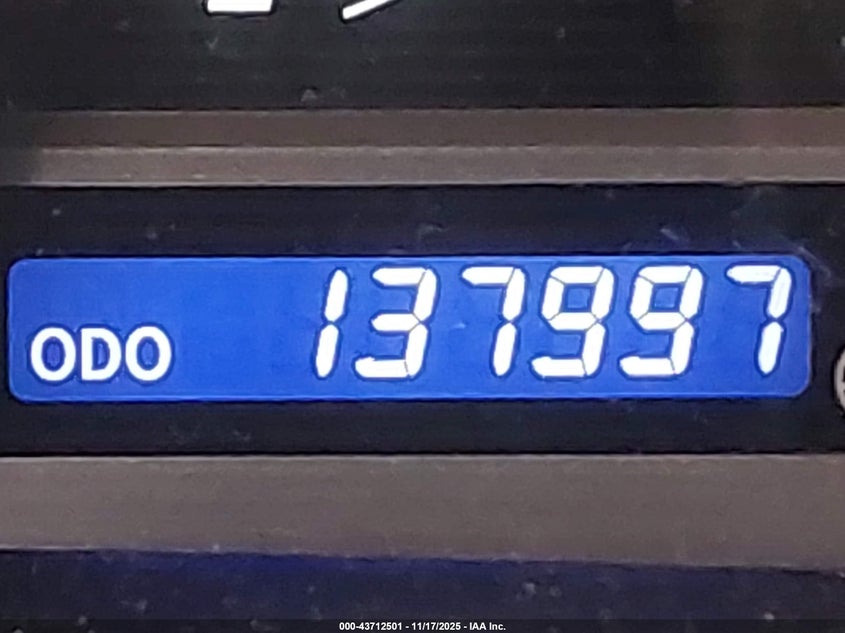 ODO 137997
000-43712501 - 11/17/2025 - IAA Inc.